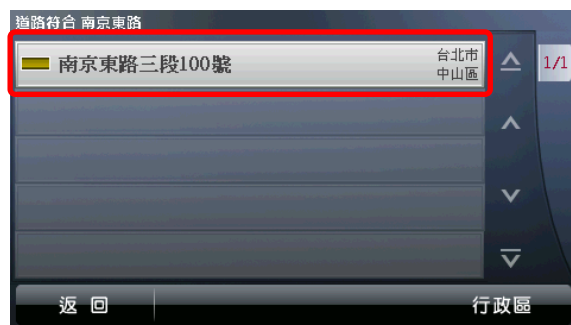 道路符合 南京東路
南京東路三段100號
台北市
中山區
1/1
返 回
行政區